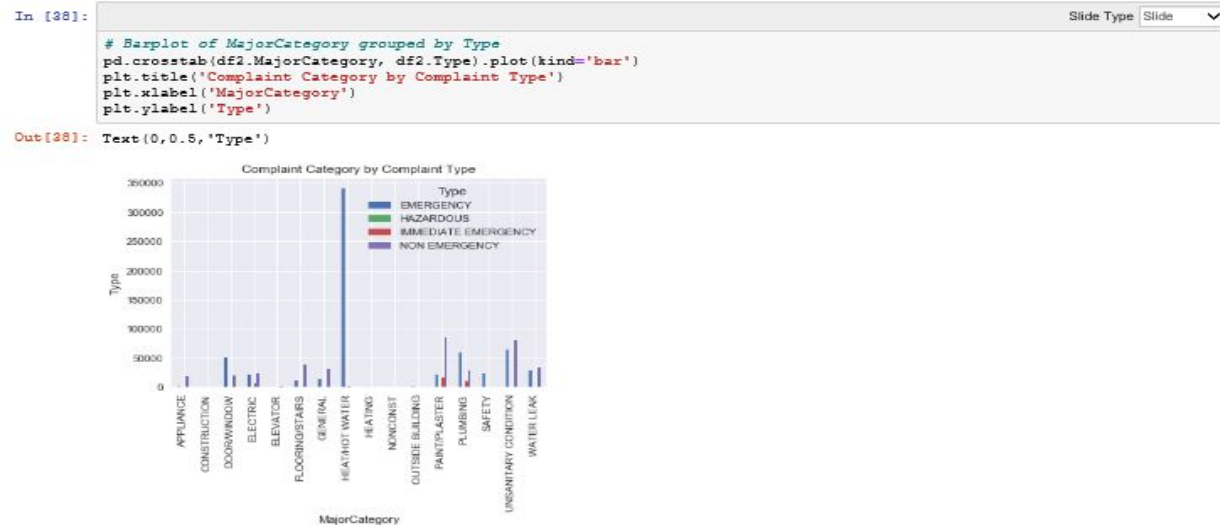 In [38]:
Slide Type Slide
# Barplot of MajorCategory grouped by Type
pd.crosstab(df2.MajorCategory, df2.Type).plot(kind='bar')
plt.title('Complaint Category by Complaint Type')
plt.xlabel('MajorCategory')
plt.ylabel('Type')
Out[38]: Text(0,0.5,'Type')
Complaint Category by Complaint Type
Type
EMERGENCY
HAZARDOUS
IMMEDIATE EMERGENCY
NON EMERGENCY
350000
300000
250000
200000
150000
100000
50000
0
Type
APPLIANCE
CONSTRUCTION
DOOR/WINDOW
ELECTRIC
ELEVATOR
FLOORING/STAIRS
GENERAL
HEAT/HOT WATER
HEATING
NONCONST
OUTSIDE BUILDING
PAINT/PLASTER
PLUMBING
SAFETY
UNSANITARY CONDITION
WATER LEAK
MajorCategory